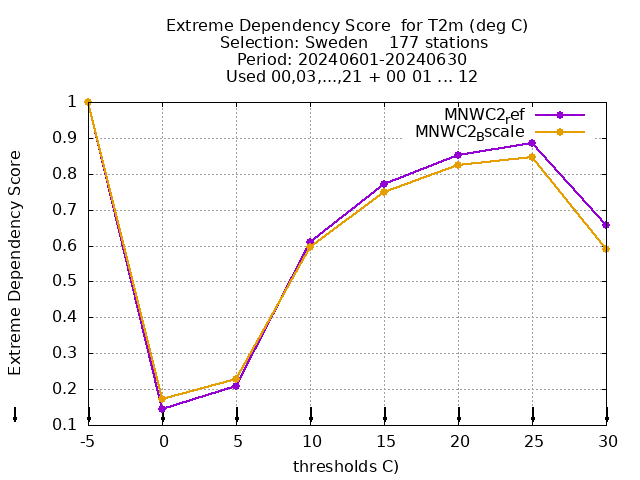 Extreme Dependency Score  for T2m (deg C)
Selection: Sweden    177 stations
Period: 20240601-20240630
Used 00,03,...,21 + 00 01 ... 12
MNWC2ref
MNWC2Bscale
1
0.9
0.8
0.7
0.6
0.5
0.4
0.3
0.2
0.1
Extreme Dependency Score
-5 0 5 10 15 20 25 30
thresholds C)